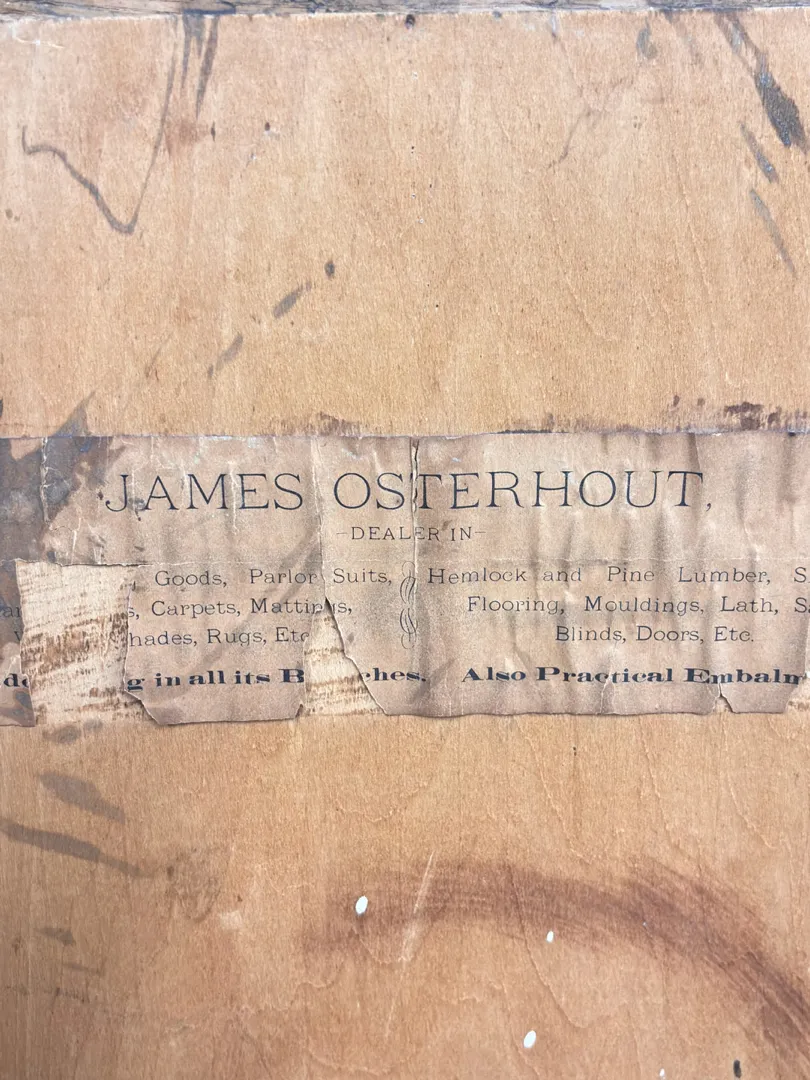 JAMES OSTERHOUT,
-DEALER IN-
Goods, Parlor Suits, Hemlock and Pine Lumber, S
s, Carpets, Mattings, Flooring, Mouldings, Lath, S
hades, Rugs, Etc Blinds, Doors, Etc.
g in all its B ches. Also Practical Embalm